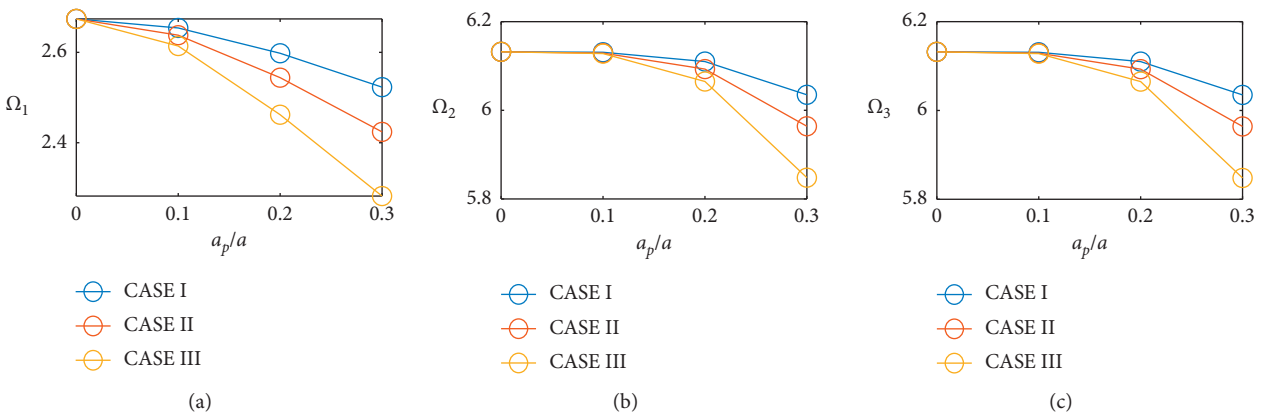 2.6
2.4
Ω1
0 0.1 0.2 0.3
ap/a
CASE I
CASE II
CASE III
(a)
6.2
6
5.8
Ω2
0 0.1 0.2 0.3
ap/a
CASE I
CASE II
CASE III
(b)
6.2
6
5.8
Ω3
0 0.1 0.2 0.3
ap/a
CASE I
CASE II
CASE III
(c)